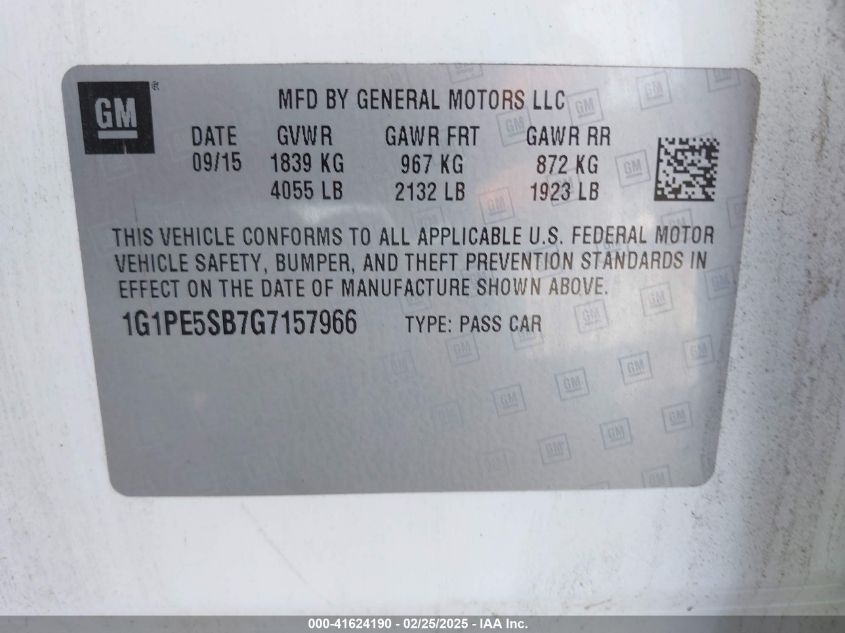 GM
MFD BY GENERAL MOTORS LLC
DATE GVWR GAWR FRT GAWR RR
09/15 1839 KG 967 KG 872 KG
4055 LB 2132 LB 1923 LB
THIS VEHICLE CONFORMS TO ALL APPLICABLE U.S. FEDERAL MOTOR
VEHICLE SAFETY, BUMPER, AND THEFT PREVENTION STANDARDS IN
EFFECT ON THE DATE OF MANUFACTURE SHOWN ABOVE.
1G1PE5SB7G7157966 TYPE: PASS CAR
000-41624190 - 02/25/2025 - IAA Inc.